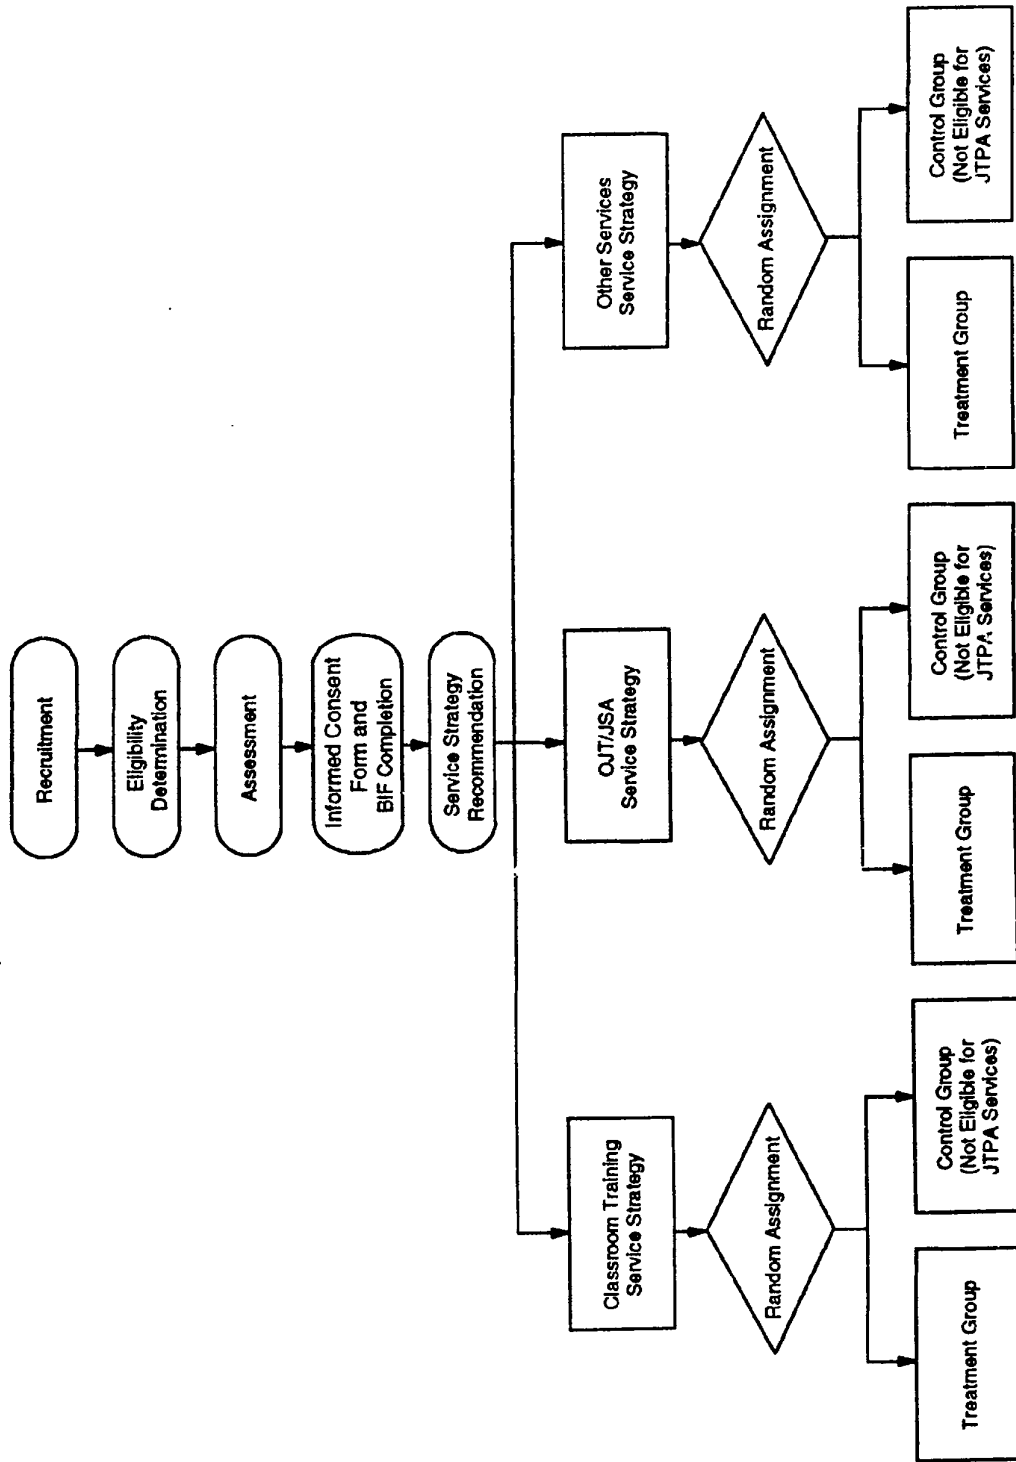 Recruitment
Eligibility
Determination
Assessment
Informed Consent
Form and
BIF Completion
Service Strategy
Recommendation
Classroom Training
Service Strategy
OJT/JSA
Service Strategy
Other Services
Service Strategy
Random Assignment
Random Assignment
Random Assignment
Treatment Group
Control Group
(Not Eligible for
JTPA Services)
Treatment Group
Control Group
(Not Eligible for
JTPA Services)
Treatment Group
Control Group
(Not Eligible for
JTPA Services)